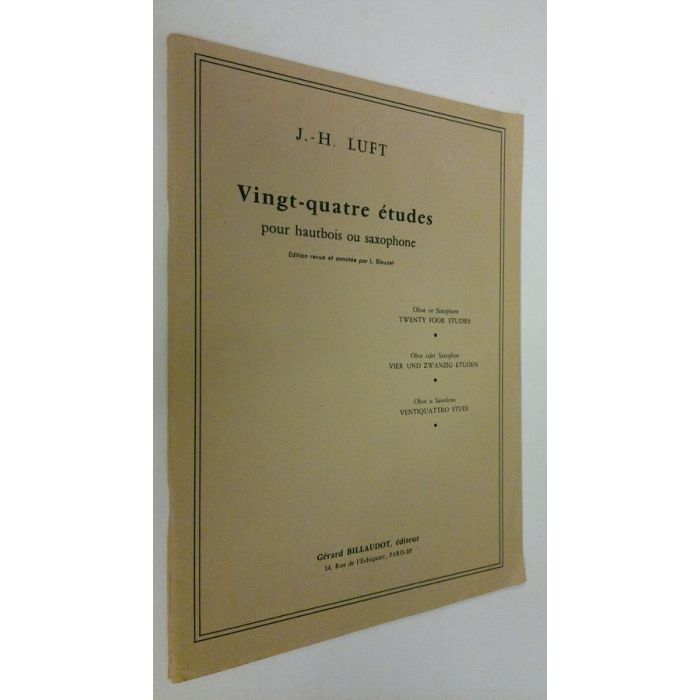 J.-H. LUFT
Vingt-quatre études
pour hautbois ou saxophone
Edition revue et annotée par L. Bleuzet
Oboe or Saxophone
TWENTY FOOR STUDIES
Oboe oder Saxophon
VIER UND ZWANZIG ETUDEN
Oboe o Saxofono
VENTIQUATTRO STUDI
Gérard BILLAUDOT, éditeur
14, Rue de l'Echiquier, PARIS-10e